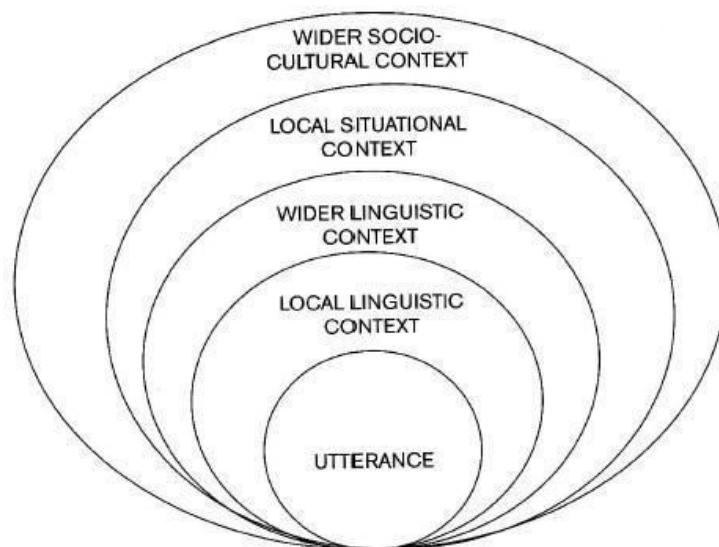 WIDER SOCIO-
CULTURAL CONTEXT
LOCAL SITUATIONAL
CONTEXT
WIDER LINGUISTIC
CONTEXT
LOCAL LINGUISTIC
CONTEXT
UTTERANCE